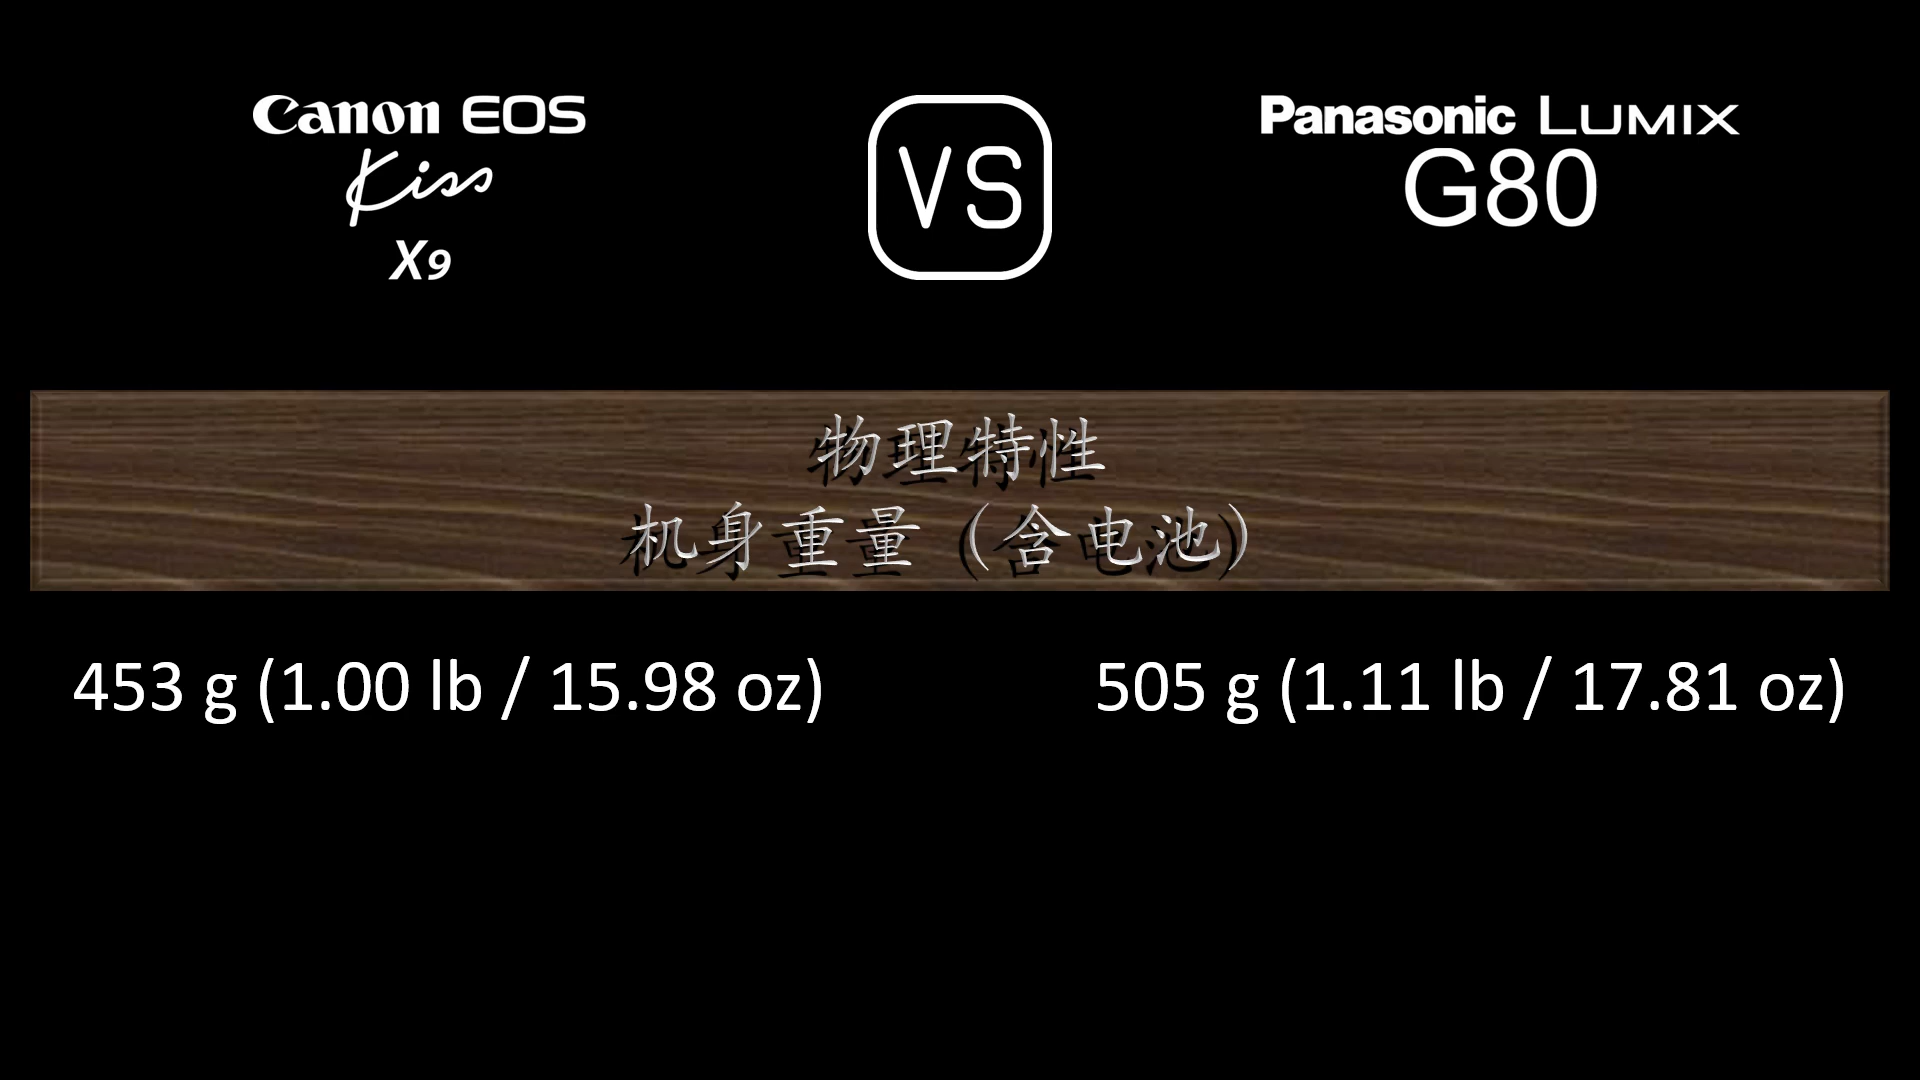 Canon EOS
Kiss
X9
VS
Panasonic LUMIX
G80
物理特性
机身重量（含电池）
453 g (1.00 lb / 15.98 oz)
505 g (1.11 lb / 17.81 oz)